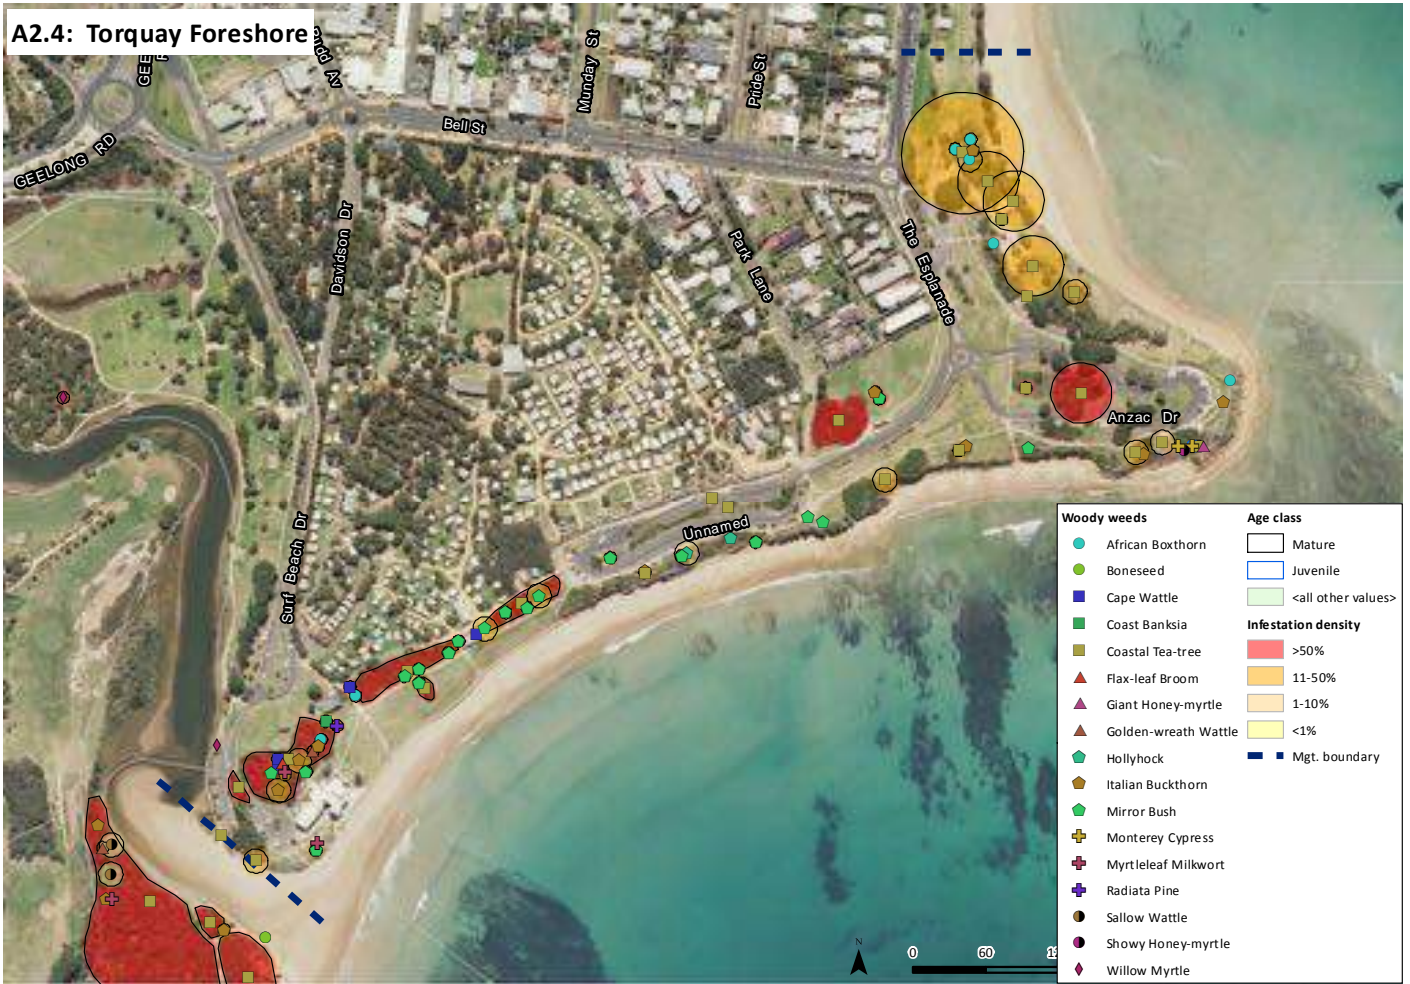 A2.4: Torquay Foreshore
GEE
Budd Av
Munday St
Pride St
Bell St
GEELONG RD
Davidson Dr
Park Lane
The Esplanade
Anzac Dr
Unnamed
Surf Beach Dr
N
0 60
Woody weeds
African Boxthorn
Boneseed
Cape Wattle
Coast Banksia
Coastal Tea-tree
Flax-leaf Broom
Giant Honey-myrtle
Golden-wreath Wattle
Hollyhock
Italian Buckthorn
Mirror Bush
Monterey Cypress
Myrtleleaf Milkwort
Radiata Pine
Sallow Wattle
Showy Honey-myrtle
Willow Myrtle
Age class
Mature
Juvenile
<all other values>
Infestation density
>50%
11-50%
1-10%
<1%
Mgt. boundary